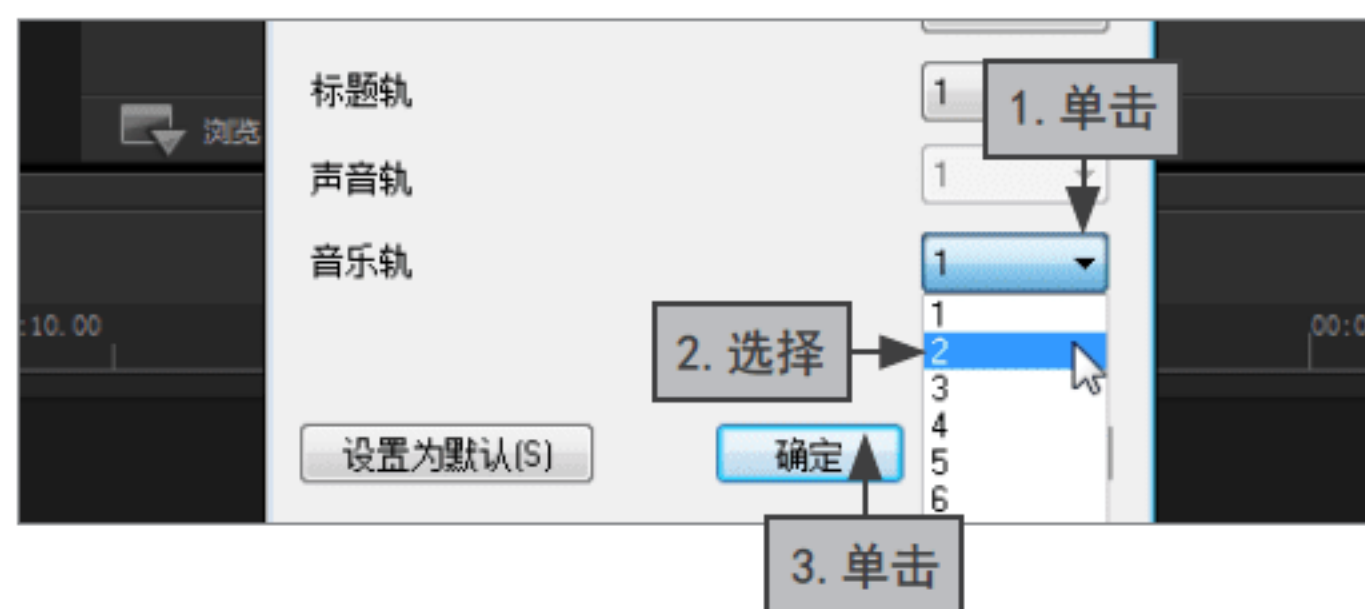 标题轨
1
1. 单击
浏览
声音轨
1
音乐轨
1
1
:10. 00
2. 选择
2
00:0
3
4
设置为默认(S)
确定
5
6
3. 单击